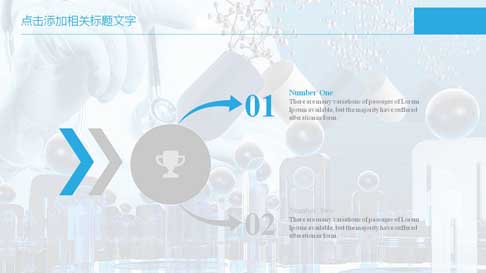 点击添加相关标题文字
01
Number One
There are many variations of passages of Lorem
Ipsum available, but the majority have suffered
alteration in form.
02
Number Two
There are many variations of passages of Lorem
Ipsum available, but the majority have suffered
alteration in form.